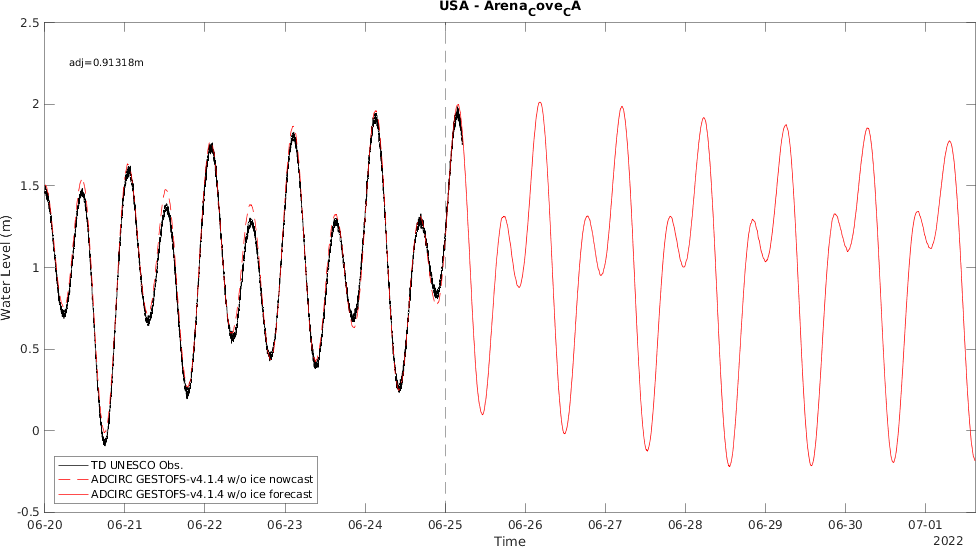 USA - ArenaCoveCA
adj=0.91318m
2.5
2
1.5
1
0.5
0
-0.5
Water Level (m)
TD UNESCO Obs.
ADCIRC GESTOFS-v4.1.4 w/o ice nowcast
ADCIRC GESTOFS-v4.1.4 w/o ice forecast
06-20 06-21 06-22 06-23 06-24 06-25 06-26 06-27 06-28 06-29 06-30 07-01
Time
2022